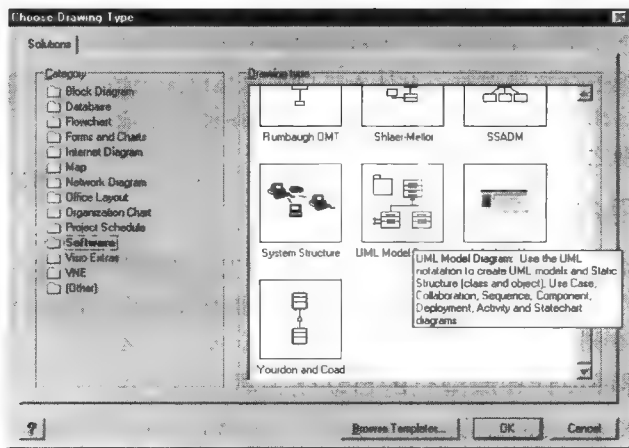 Choose Drawing Type
Solutions
Category
Block Diagram
Database
Flowchart
Forms and Charts
Internet Diagram
Map
Network Diagram
Office Layout
Organization Chart
Project Schedule
Software
Visio Extras
VNE
(Other)
Drawing type
Rumbaugh OMT
Shlaer-Mellor
SSADM
System Structure
UML Model
UML Model Diagram: Use the UML
notatation to create UML models and Static
Structure (class and object), Use Case,
Collaboration, Sequence, Component,
Deployment, Activity and Statechart
diagrams
Yourdon and Coad
?
Browse Templates...
OK
Cancel